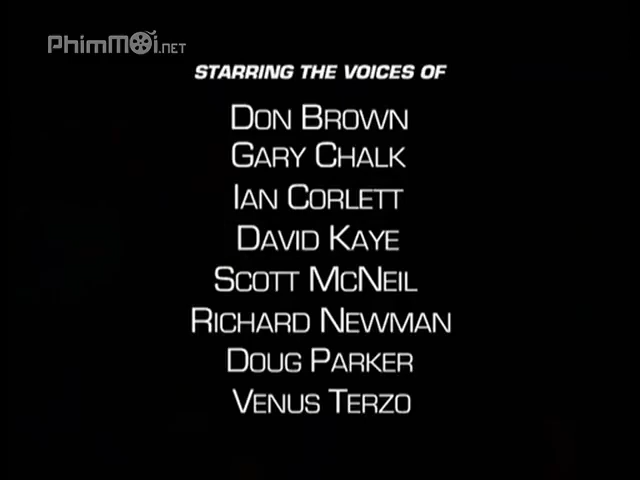 PhimMồi.net
STARRING THE VOICES OF
DON BROWN
GARY CHALK
IAN CORLETT
DAVID KAYE
SCOTT MCNEIL
RICHARD NEWMAN
DOUG PARKER
VENUS TERZO